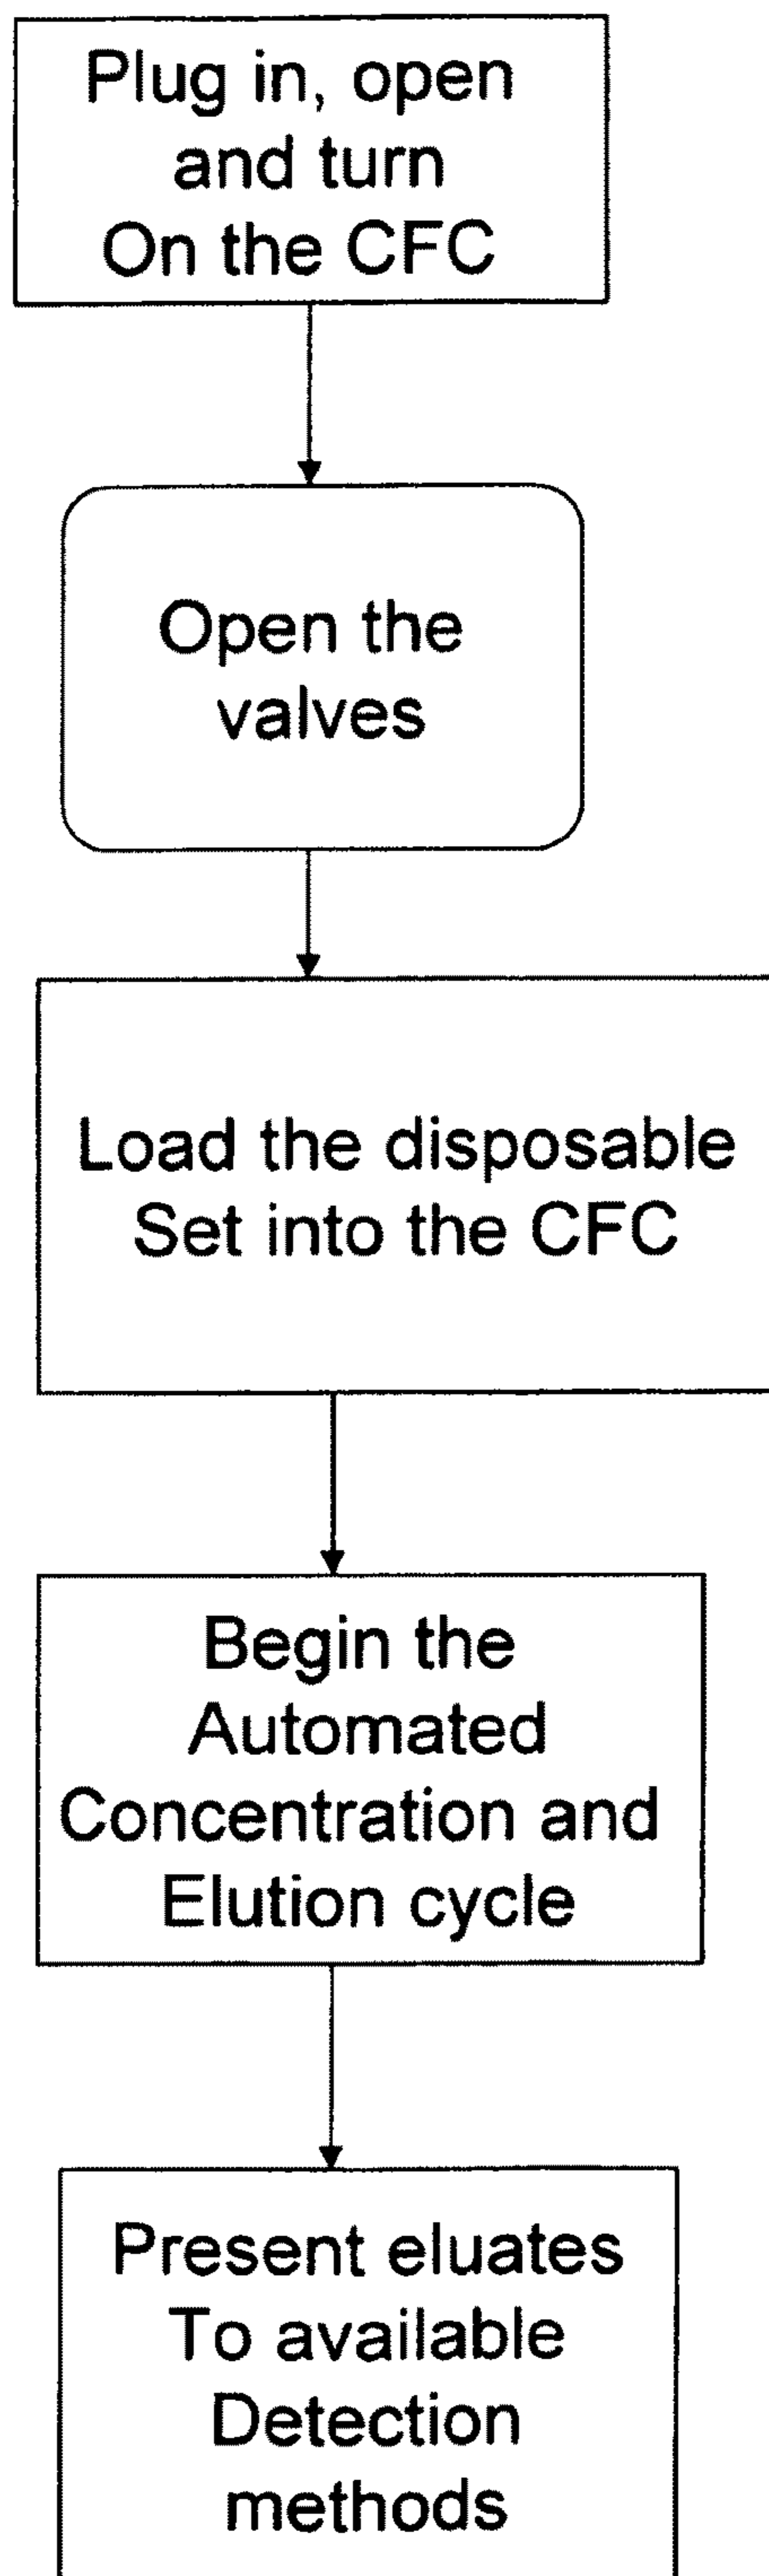 Plug in, open
and turn
On the CFC
Open the
valves
Load the disposable
Set into the CFC
Begin the
Automated
Concentration and
Elution cycle
Present eluates
To available
Detection
methods